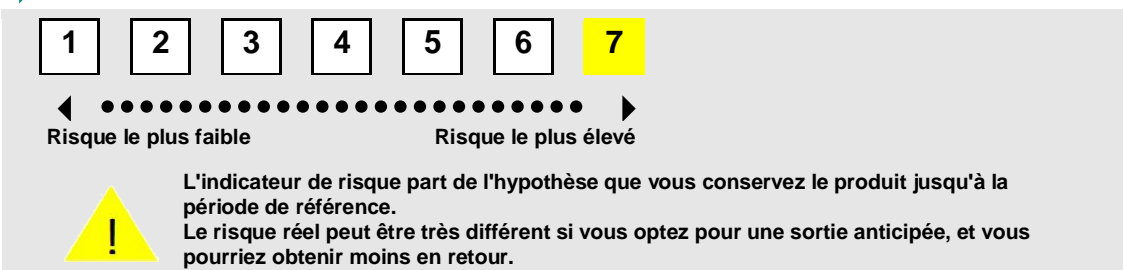 1 2 3 4 5 6 7
Risque le plus faible Risque le plus élevé
! L'indicateur de risque part de l'hypothèse que vous conservez le produit jusqu'à la
période de référence.
Le risque réel peut être très différent si vous optez pour une sortie anticipée, et vous
pourriez obtenir moins en retour.